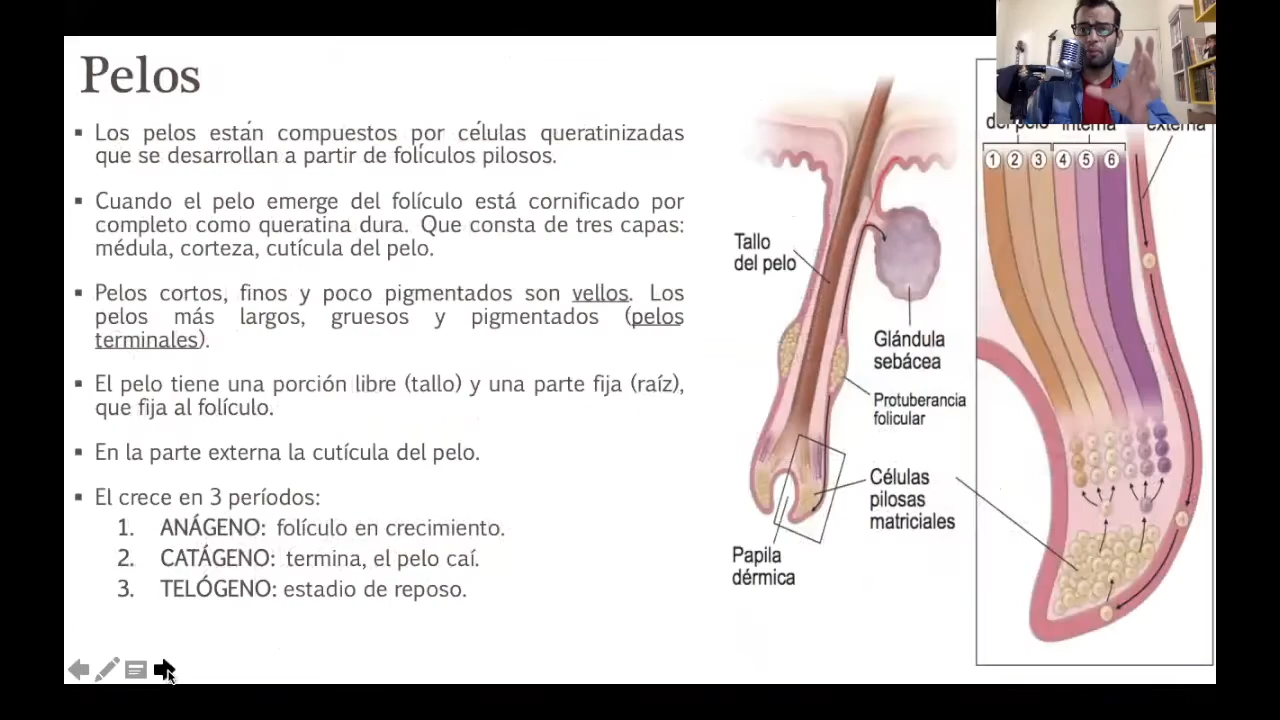 Pelos
▪ Los pelos están compuestos por células queratinizadas
que se desarrollan a partir de folículos pilosos.
▪ Cuando el pelo emerge del folículo está cornificado por
completo como queratina dura. Que consta de tres capas:
médula, corteza, cutícula del pelo.
▪ Pelos cortos, finos y poco pigmentados son vellos. Los
pelos más largos, gruesos y pigmentados (pelos
terminales).
▪ El pelo tiene una porción libre (tallo) y una parte fija (raíz),
que fija al folículo.
▪ En la parte externa la cutícula del pelo.
▪ El crece en 3 períodos:
1. ANÁGENO: folículo en crecimiento.
2. CATÁGENO: termina, el pelo caí.
3. TELÓGENO: estadio de reposo.
Tallo
del pelo
Glándula
sebácea
Protuberancia
folicular
Células
pilosas
matriciales
Papila
dérmica
del pelo interna externa
1 2 3 4 5 6